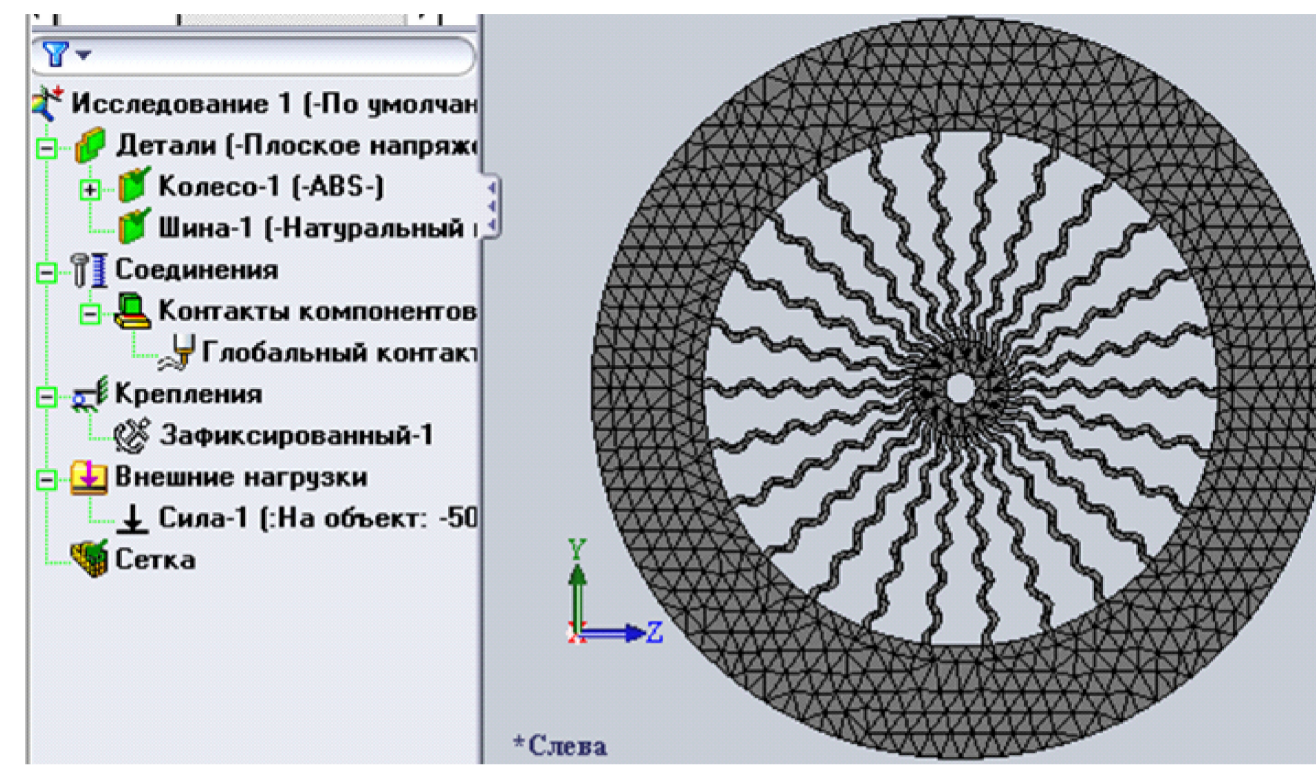 Исследование 1 (-По умолчан
Детали (-Плоское напряж
Колесо-1 (-ABS-)
Шина-1 (-Натуральный
Соединения
Контакты компонентов
Глобальный контакт
Крепления
Зафиксированный-1
Внешние нагрузки
Сила-1 (:На объект: -50
Сетка
Y
Z
X
*Слева